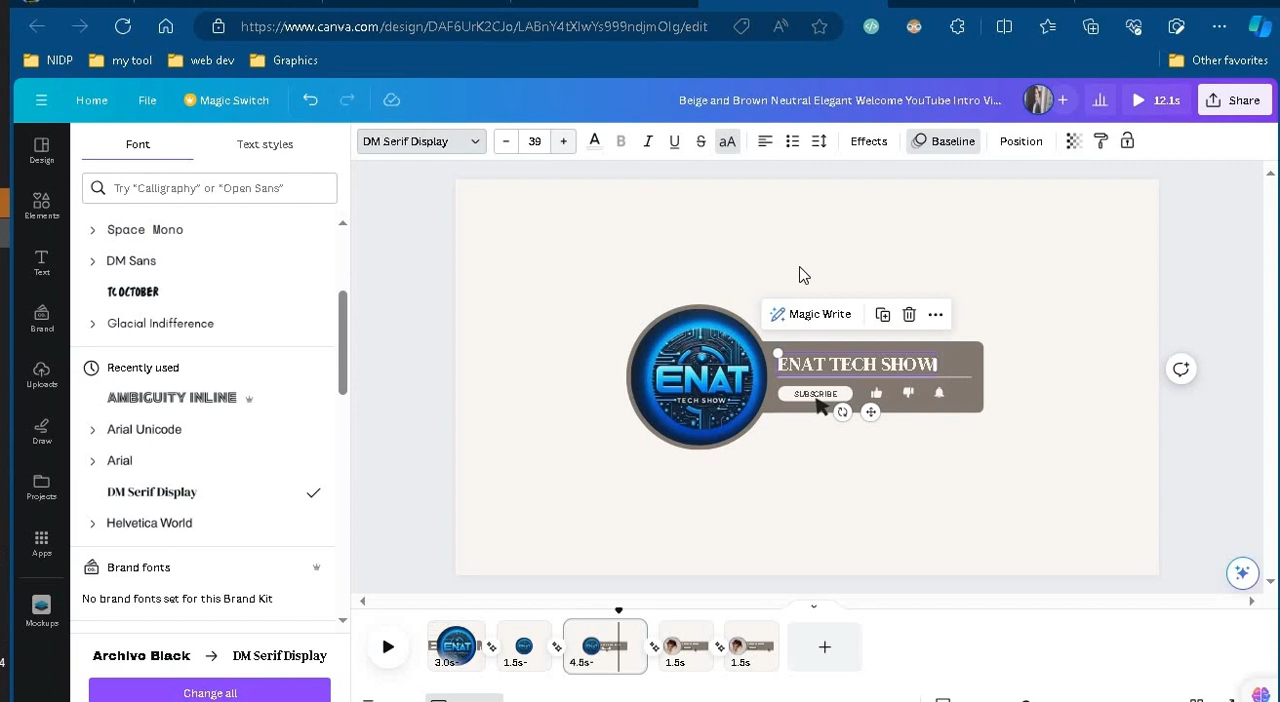 https://www.canva.com/design/DAF6UrK2CJo/LABnY4tXlwYs999ndjmOlg/edit
NIDP
my tool
web dev
Graphics
Other favorites
Home
File
Magic Switch
Beige and Brown Neutral Elegant Welcome YouTube Intro Vi...
12.1s
Share
Font
Text styles
DM Serif Display
39
A
B
I
U
S
aA
Effects
Baseline
Position
Design
Elements
Text
Brand
Uploads
Draw
Projects
Apps
Mockups
Try "Calligraphy" or "Open Sans"
Space Mono
DM Sans
TC OCTOBER
Glacial Indifference
Recently used
AMBIGUITY INLINE
Arial Unicode
Arial
DM Serif Display
Helvetica World
Brand fonts
No brand fonts set for this Brand Kit
Archivo Black → DM Serif Display
Change all
Magic Write
ENAT
TECH SHOW
ENAT TECH SHOW
SUBSCRIBE
ENAT
3.0s
1.5s
4.5s
1.5s
1.5s
4